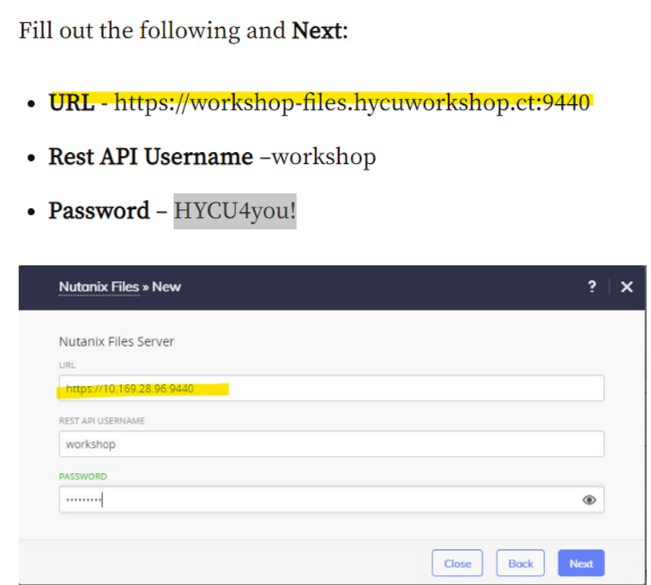 Fill out the following and Next:
• URL - https://workshop-files.hycuworkshop.ct:9440
• Rest API Username –workshop
• Password – HYCU4you!
Nutanix Files » New ? X
Nutanix Files Server
URL
https://10.169.28.96:9440
REST API USERNAME
workshop
PASSWORD
•••••••••
Close Back Next